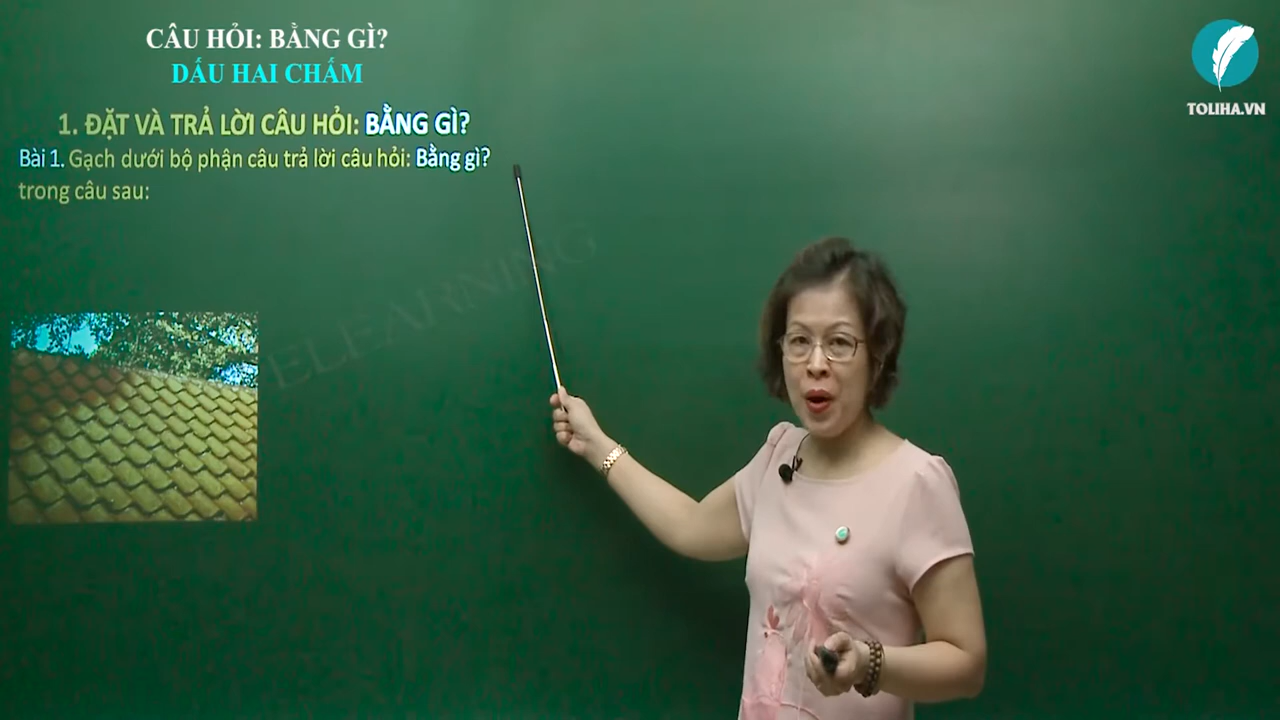 CÂU HỎI: BẰNG GÌ?
DẤU HAI CHẤM
TOLIHA.VN
1. ĐẶT VÀ TRẢ LỜI CÂU HỎI: BẰNG GÌ?
Bài 1. Gạch dưới bộ phận câu trả lời câu hỏi: Bằng gì?
trong câu sau:
ELEARNING